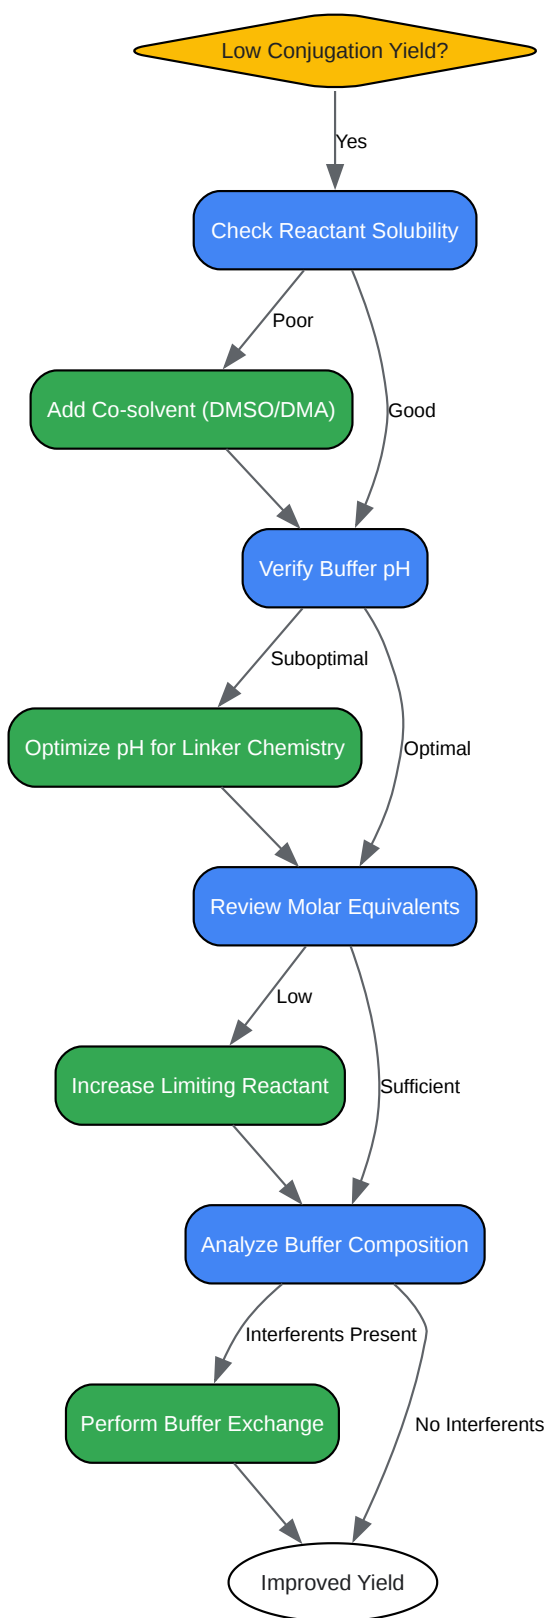 Low Conjugation Yield?
Yes
Check Reactant Solubility
Poor
Add Co-solvent (DMSO/DMA)
Good
Verify Buffer pH
Suboptimal
Optimize pH for Linker Chemistry
Optimal
Review Molar Equivalents
Low
Increase Limiting Reactant
Sufficient
Analyze Buffer Composition
Interferents Present
Perform Buffer Exchange
No Interferents
Improved Yield